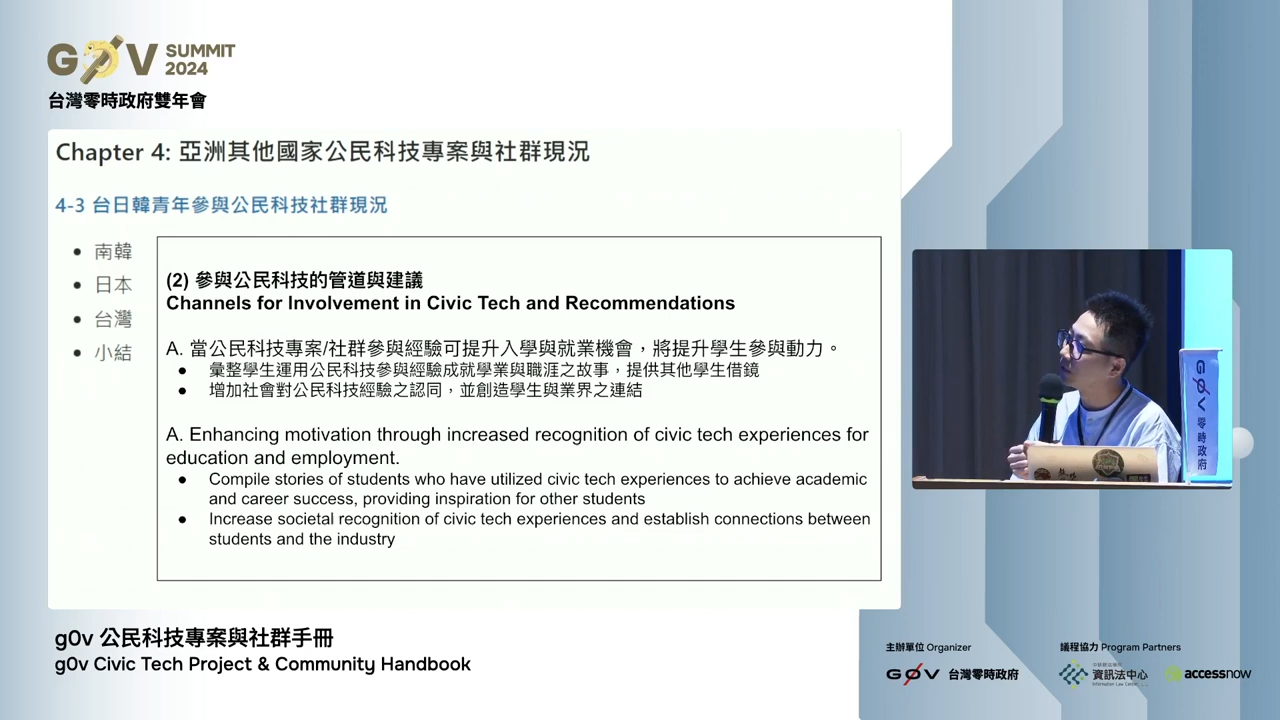 G0V SUMMIT 2024
台灣零時政府雙年會
Chapter 4: 亞洲其他國家公民科技專案與社群現況
4-3 台日韓青年參與公民科技社群現況
• 南韓
• 日本
• 台灣
• 小結
(2) 參與公民科技的管道與建議
Channels for Involvement in Civic Tech and Recommendations
A. 當公民科技專案/社群參與經驗可提升入學與就業機會，將提升學生參與動力。
● 彙整學生運用公民科技參與經驗成就學業與職涯之故事，提供其他學生借鏡
● 增加社會對公民科技經驗之認同，並創造學生與業界之連結
A. Enhancing motivation through increased recognition of civic tech experiences for
education and employment.
● Compile stories of students who have utilized civic tech experiences to achieve academic
and career success, providing inspiration for other students
● Increase societal recognition of civic tech experiences and establish connections between
students and the industry
G0V 零時政府
g0v 公民科技專案與社群手冊
g0v Civic Tech Project & Community Handbook
主辦單位 Organizer
G0V 台灣零時政府
議程協力 Program Partners
資訊法中心
Information Law Center
accessnow